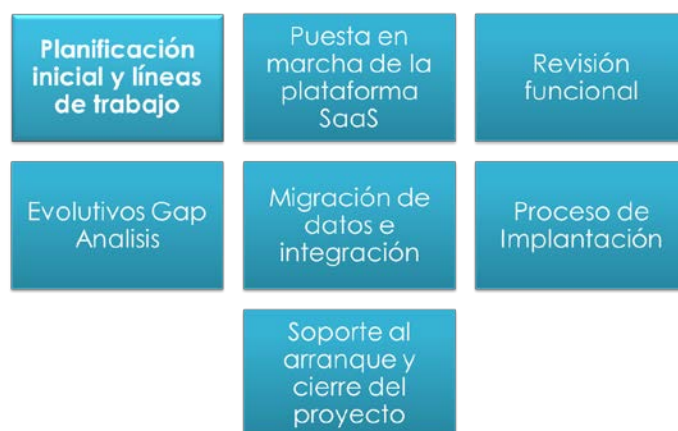 Planificación
inicial y líneas
de trabajo
Puesta en
marcha de la
plataforma
SaaS
Revisión
funcional
Evolutivos Gap
Analisis
Migración de
datos e
integración
Proceso de
Implantación
Soporte al
arranque y
cierre del
proyecto